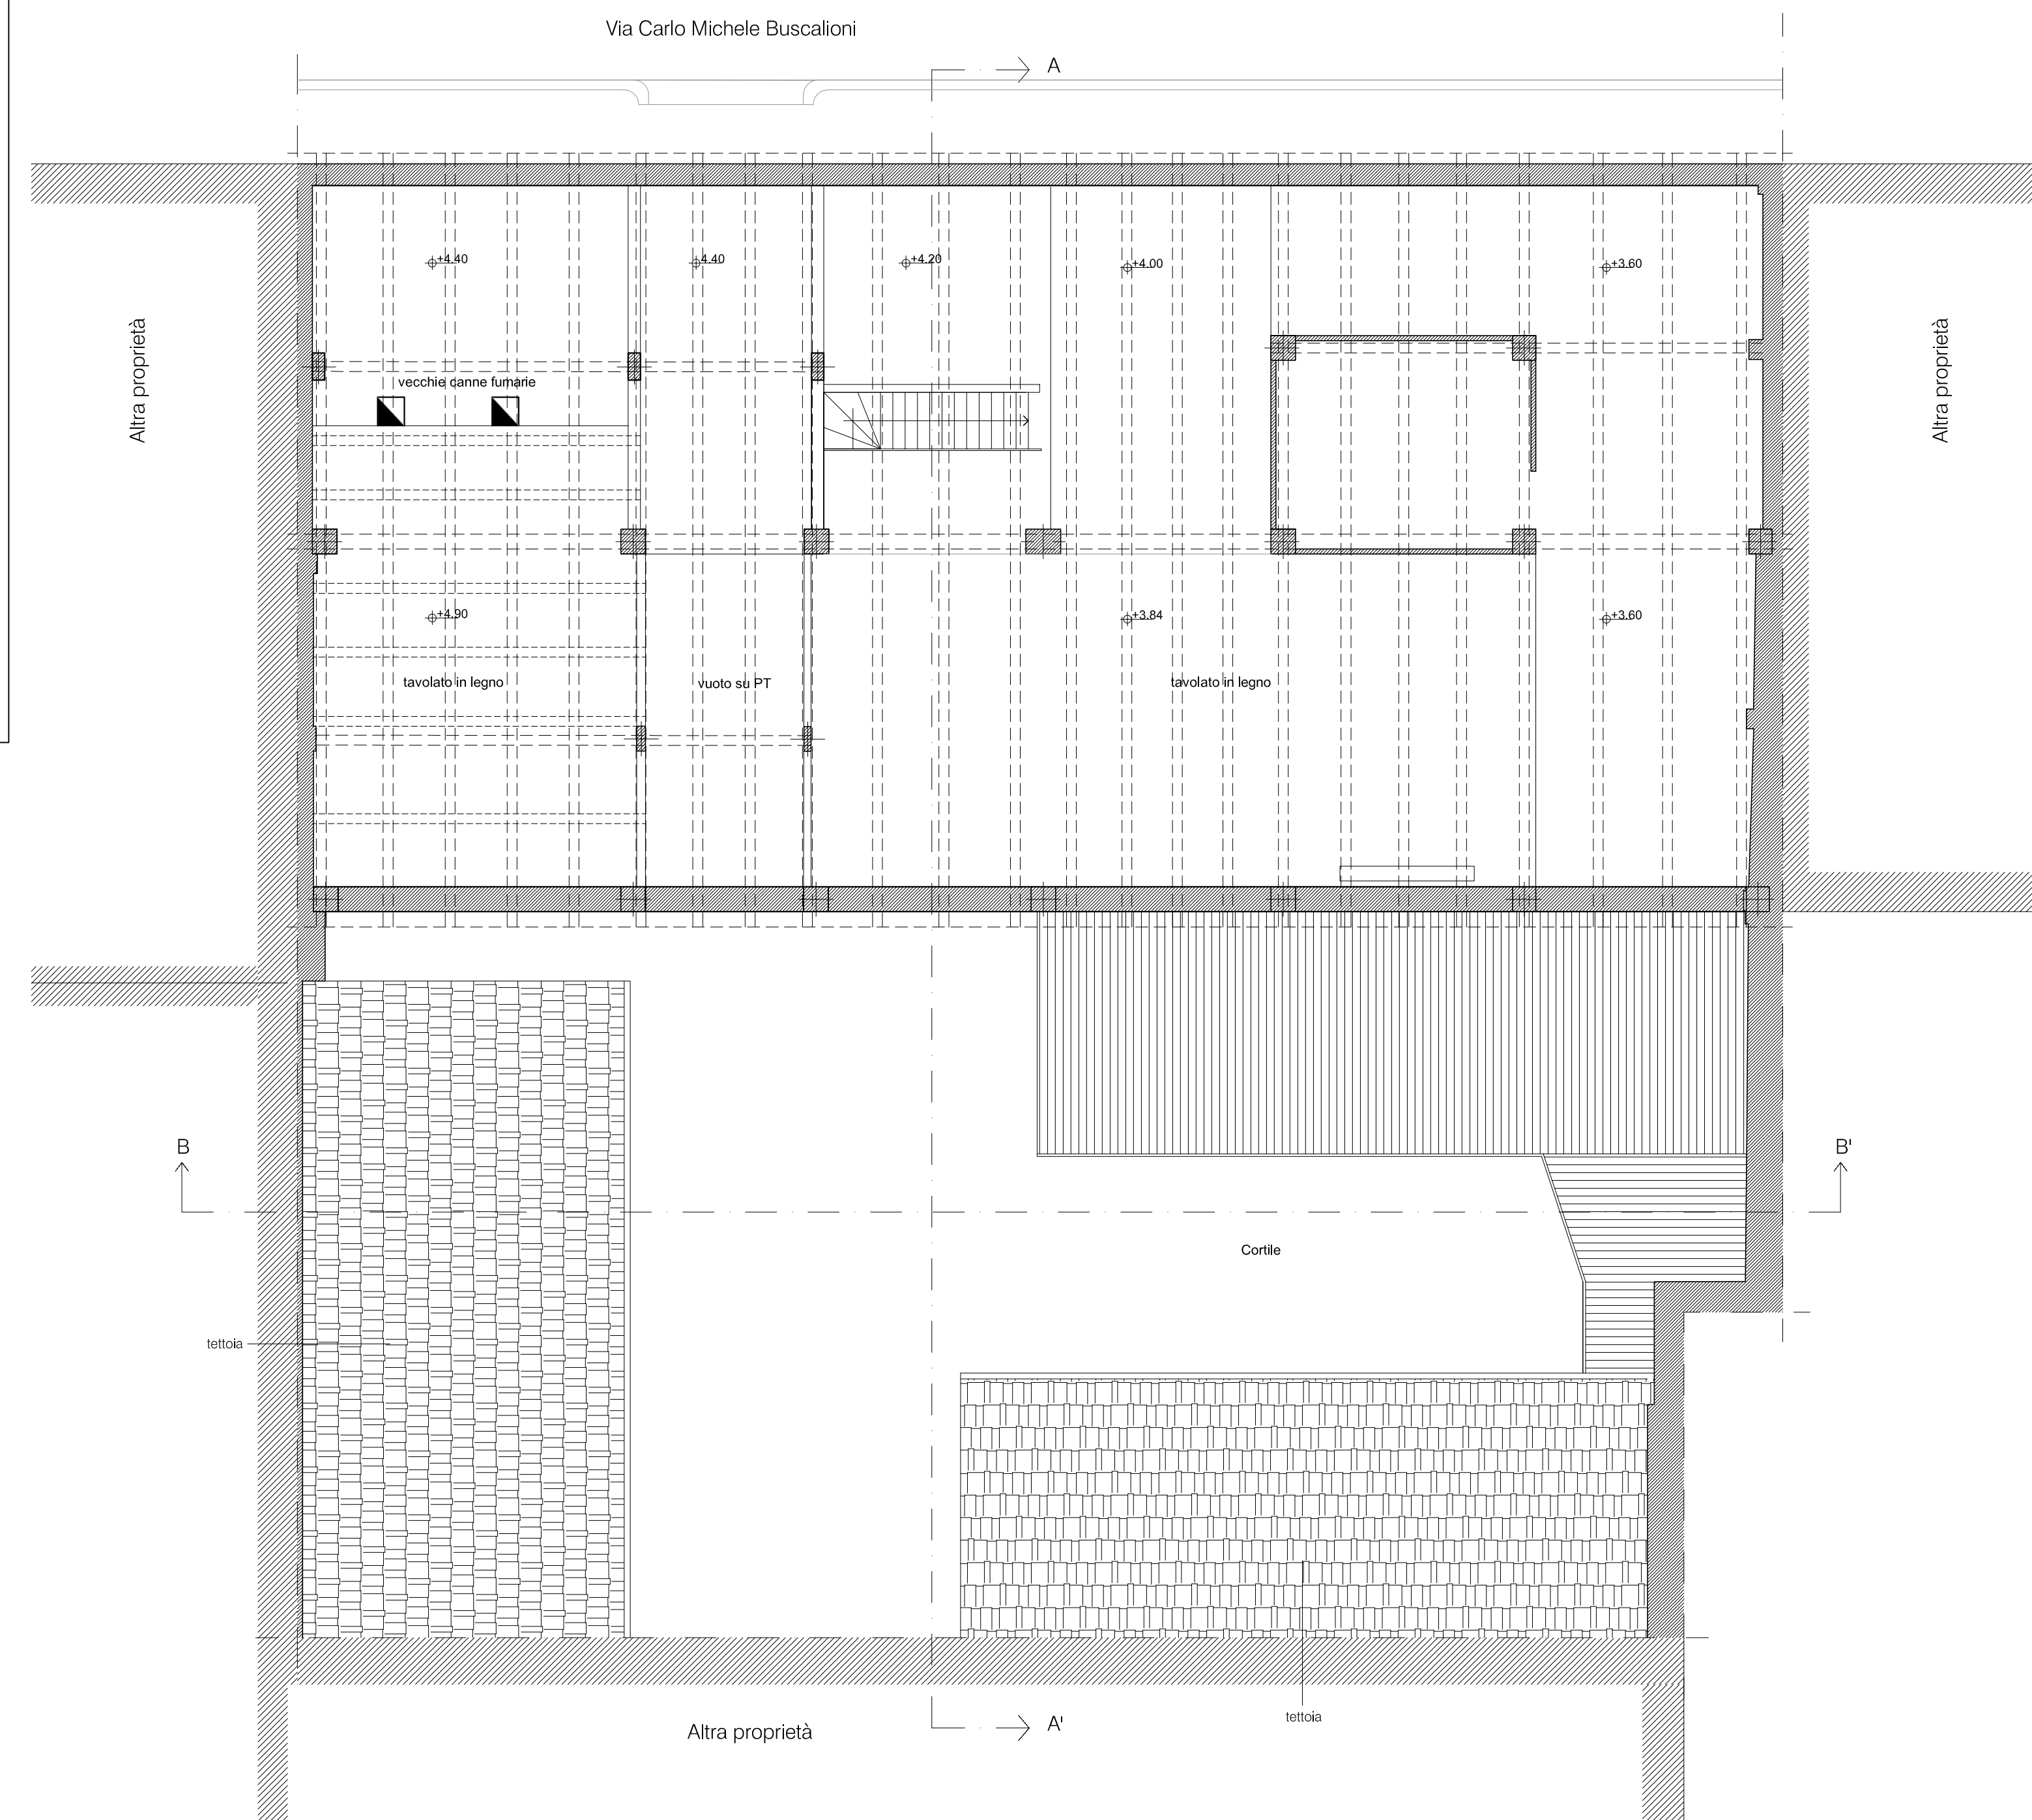 Via Carlo Michele Buscalioni
A
+4.40
4.40
+4.20
+4.00
+3.60
Altra proprietà
Altra proprietà
vecchie canne fumarie
+4.90
+3.84
+3.60
tavolato in legno
vuoto su PT
tavolato in legno
B
B'
Cortile
tettoia
tettoia
Altra proprietà
A'